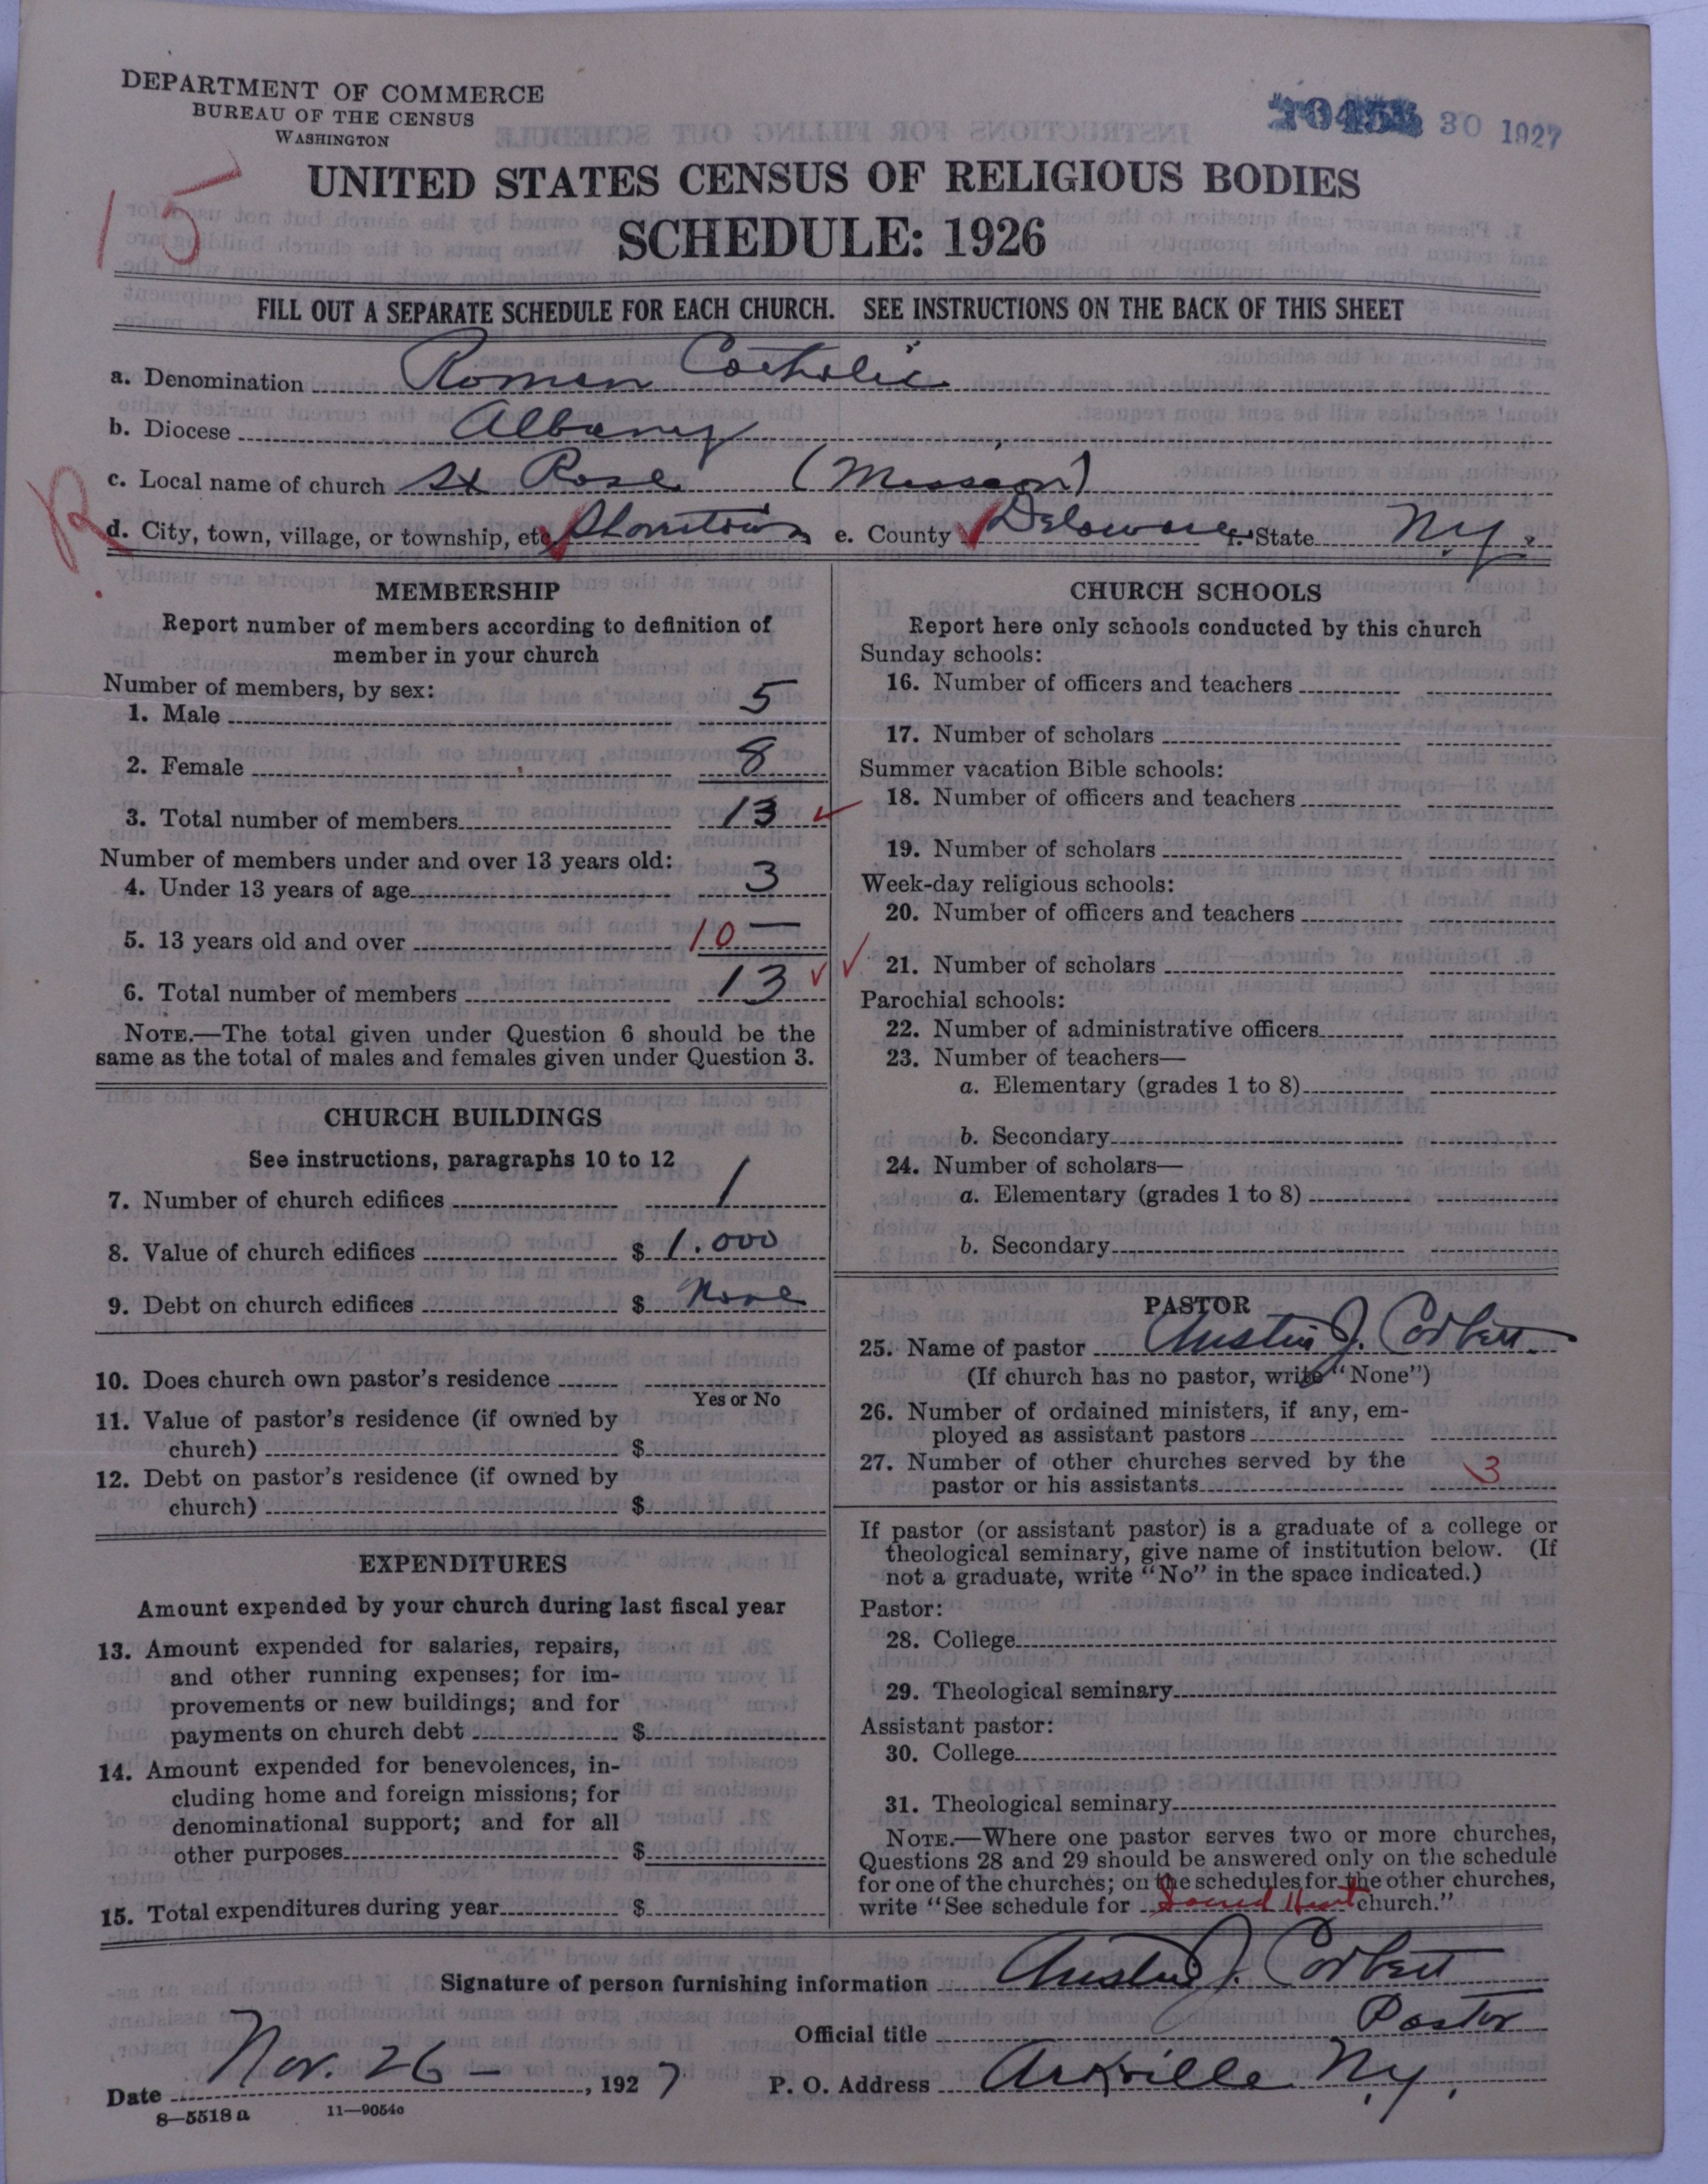 DEPARTMENT OF COMMERCE
BUREAU OF THE CENSUS
WASHINGTON
30 1927
15
UNITED STATES CENSUS OF RELIGIOUS BODIES
SCHEDULE: 1926
FILL OUT A SEPARATE SCHEDULE FOR EACH CHURCH. SEE INSTRUCTIONS ON THE BACK OF THIS SHEET
a. Denomination Roman Catholic
b. Diocese Albany
c. Local name of church St Rose (Mission)
R
d. City, town, village, or township, etc. e. County Delaware f. State N.Y.
MEMBERSHIP
Report number of members according to definition of
member in your church
Number of members, by sex:
1. Male 5
2. Female 8
3. Total number of members 13
Number of members under and over 13 years old:
4. Under 13 years of age 3
5. 13 years old and over 10
6. Total number of members 13
NOTE.—The total given under Question 6 should be the
same as the total of males and females given under Question 3.
CHURCH BUILDINGS
See instructions, paragraphs 10 to 12
7. Number of church edifices 1
8. Value of church edifices $ 1.000
9. Debt on church edifices $ None
10. Does church own pastor's residence
Yes or No
11. Value of pastor's residence (if owned by
church) $
12. Debt on pastor's residence (if owned by
church) $
EXPENDITURES
Amount expended by your church during last fiscal year
13. Amount expended for salaries, repairs,
and other running expenses; for im-
provements or new buildings; and for
payments on church debt $
14. Amount expended for benevolences, in-
cluding home and foreign missions; for
denominational support; and for all
other purposes $
15. Total expenditures during year $
CHURCH SCHOOLS
Report here only schools conducted by this church
Sunday schools:
16. Number of officers and teachers
17. Number of scholars
Summer vacation Bible schools:
18. Number of officers and teachers
19. Number of scholars
Week-day religious schools:
20. Number of officers and teachers
21. Number of scholars
Parochial schools:
22. Number of administrative officers
23. Number of teachers—
a. Elementary (grades 1 to 8)
b. Secondary
24. Number of scholars—
a. Elementary (grades 1 to 8)
b. Secondary
PASTOR
25. Name of pastor Austin J. Corbett
(If church has no pastor, write "None")
26. Number of ordained ministers, if any, em-
ployed as assistant pastors
27. Number of other churches served by the
pastor or his assistants 3
If pastor (or assistant pastor) is a graduate of a college or
theological seminary, give name of institution below. (If
not a graduate, write "No" in the space indicated.)
Pastor:
28. College
29. Theological seminary
Assistant pastor:
30. College
31. Theological seminary
NOTE.—Where one pastor serves two or more churches,
Questions 28 and 29 should be answered only on the schedule
for one of the churches; on the schedules for the other churches,
write "See schedule for Sacred Heart church."
Signature of person furnishing information Austin J. Corbett
Official title Pastor
Date Nov. 26 -, 1927 P. O. Address Arkville N.Y.
8—5518 a 11—9054c